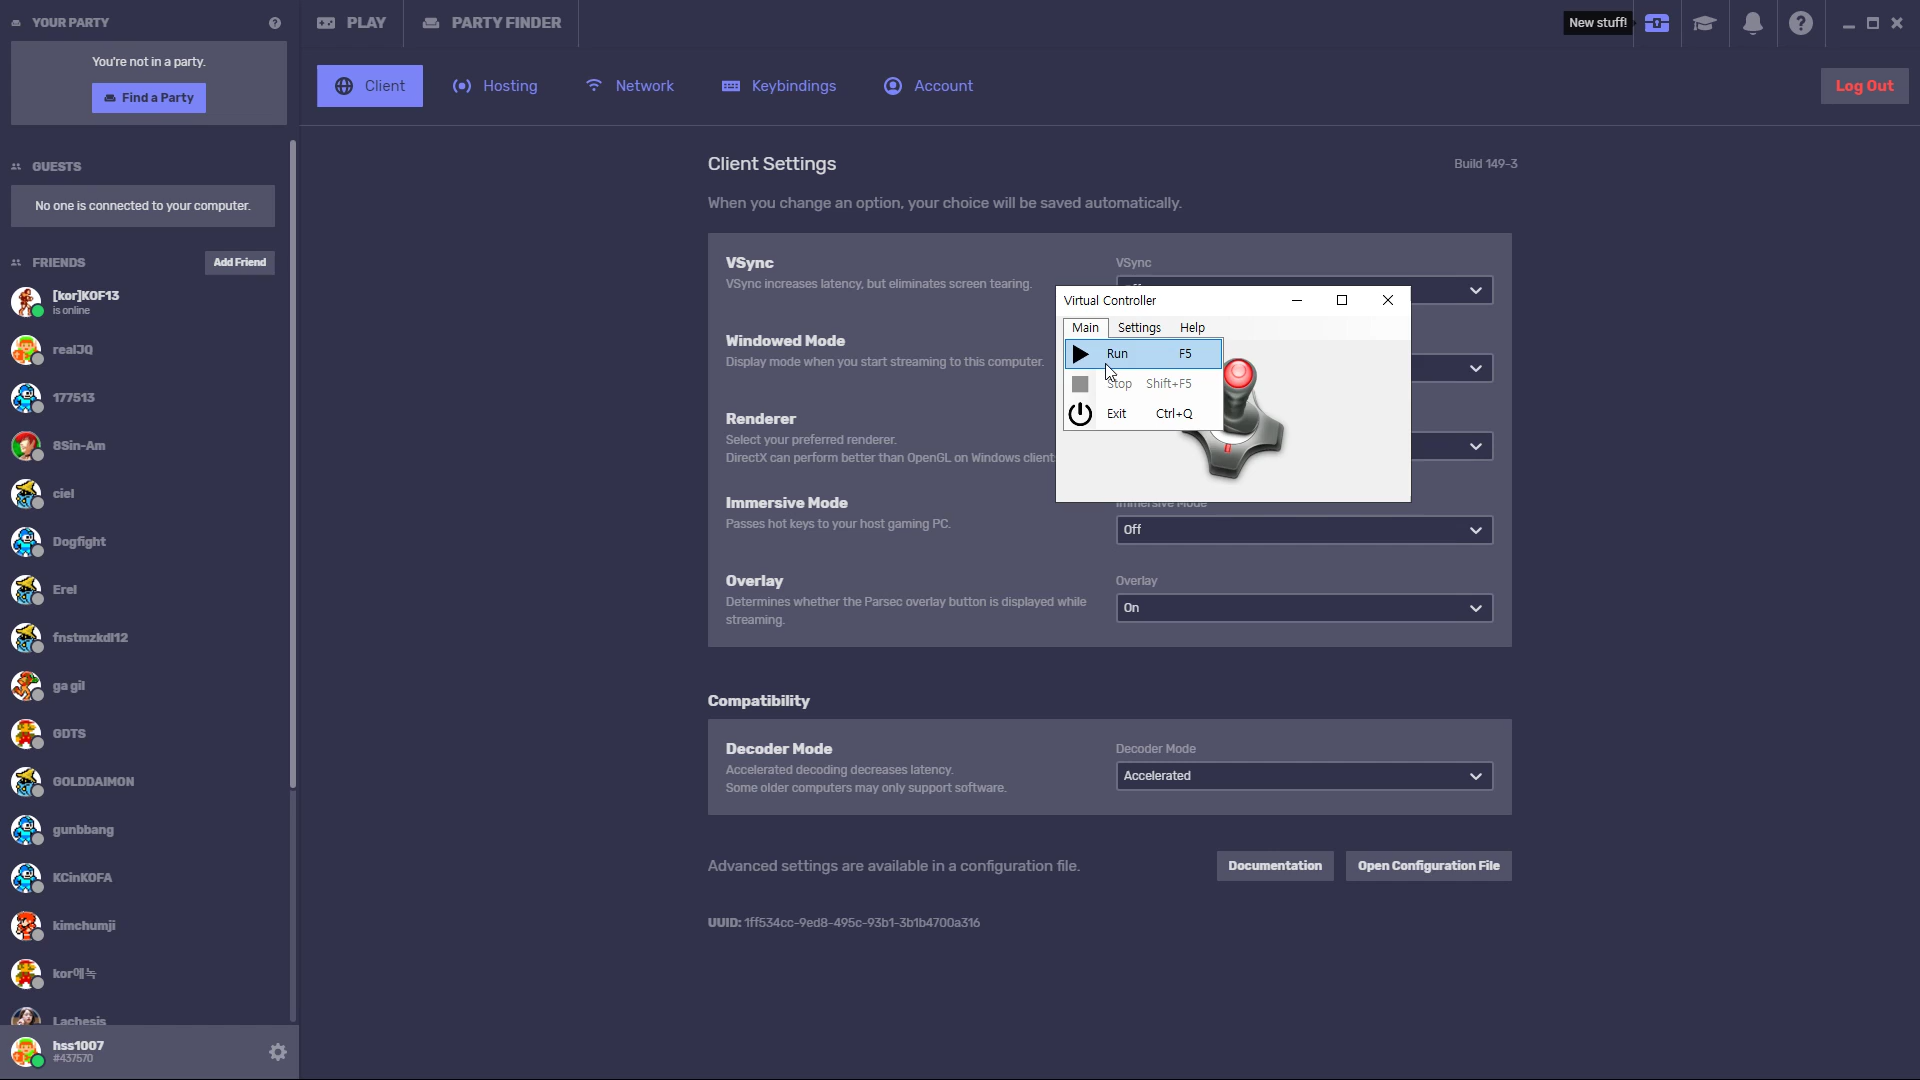 YOUR PARTY
You're not in a party.
Find a Party
GUESTS
No one is connected to your computer.
FRIENDS
Add Friend
[kor]KOF13
is online
realJQ
177513
8Sin-Am
ciel
Dogfight
Erel
fnstmzkdl12
ga gil
GDTS
GOLDDAIMON
gunbbang
KCinKOFA
kimchumji
kor에녹
Lachesis
hss1007
#437570
PLAY
PARTY FINDER
New stuff!
Client
Hosting
Network
Keybindings
Account
Log Out
Client Settings
Build 149-3
When you change an option, your choice will be saved automatically.
VSync
VSync increases latency, but eliminates screen tearing.
VSync
Windowed Mode
Display mode when you start streaming to this computer.
Renderer
Select your preferred renderer.
DirectX can perform better than OpenGL on Windows client
Immersive Mode
Passes hot keys to your host gaming PC.
Immersive Mode
Off
Overlay
Determines whether the Parsec overlay button is displayed while
streaming.
Overlay
On
Virtual Controller
Main
Settings
Help
Run F5
Stop Shift+F5
Exit Ctrl+Q
Compatibility
Decoder Mode
Accelerated decoding decreases latency.
Some older computers may only support software.
Decoder Mode
Accelerated
Advanced settings are available in a configuration file.
Documentation
Open Configuration File
UUID: 1ff534cc-9ed8-495c-93b1-3b1b4700a316